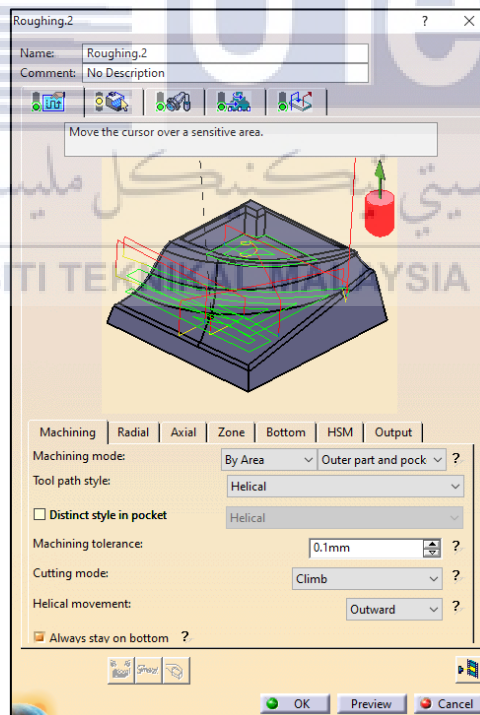 Roughing.2 ? ×
Name: Roughing.2
Comment: No Description
Move the cursor over a sensitive area.
تيكنيكل مليسيا
SITI TEKNIKAL MALAYSIA
Machining Radial Axial Zone Bottom HSM Output
Machining mode: By Area Outer part and pock ?
Tool path style: Helical
Distinct style in pocket Helical
Machining tolerance: 0.1mm ?
Cutting mode: Climb ?
Helical movement: Outward ?
Always stay on bottom ?
OK Preview Cancel